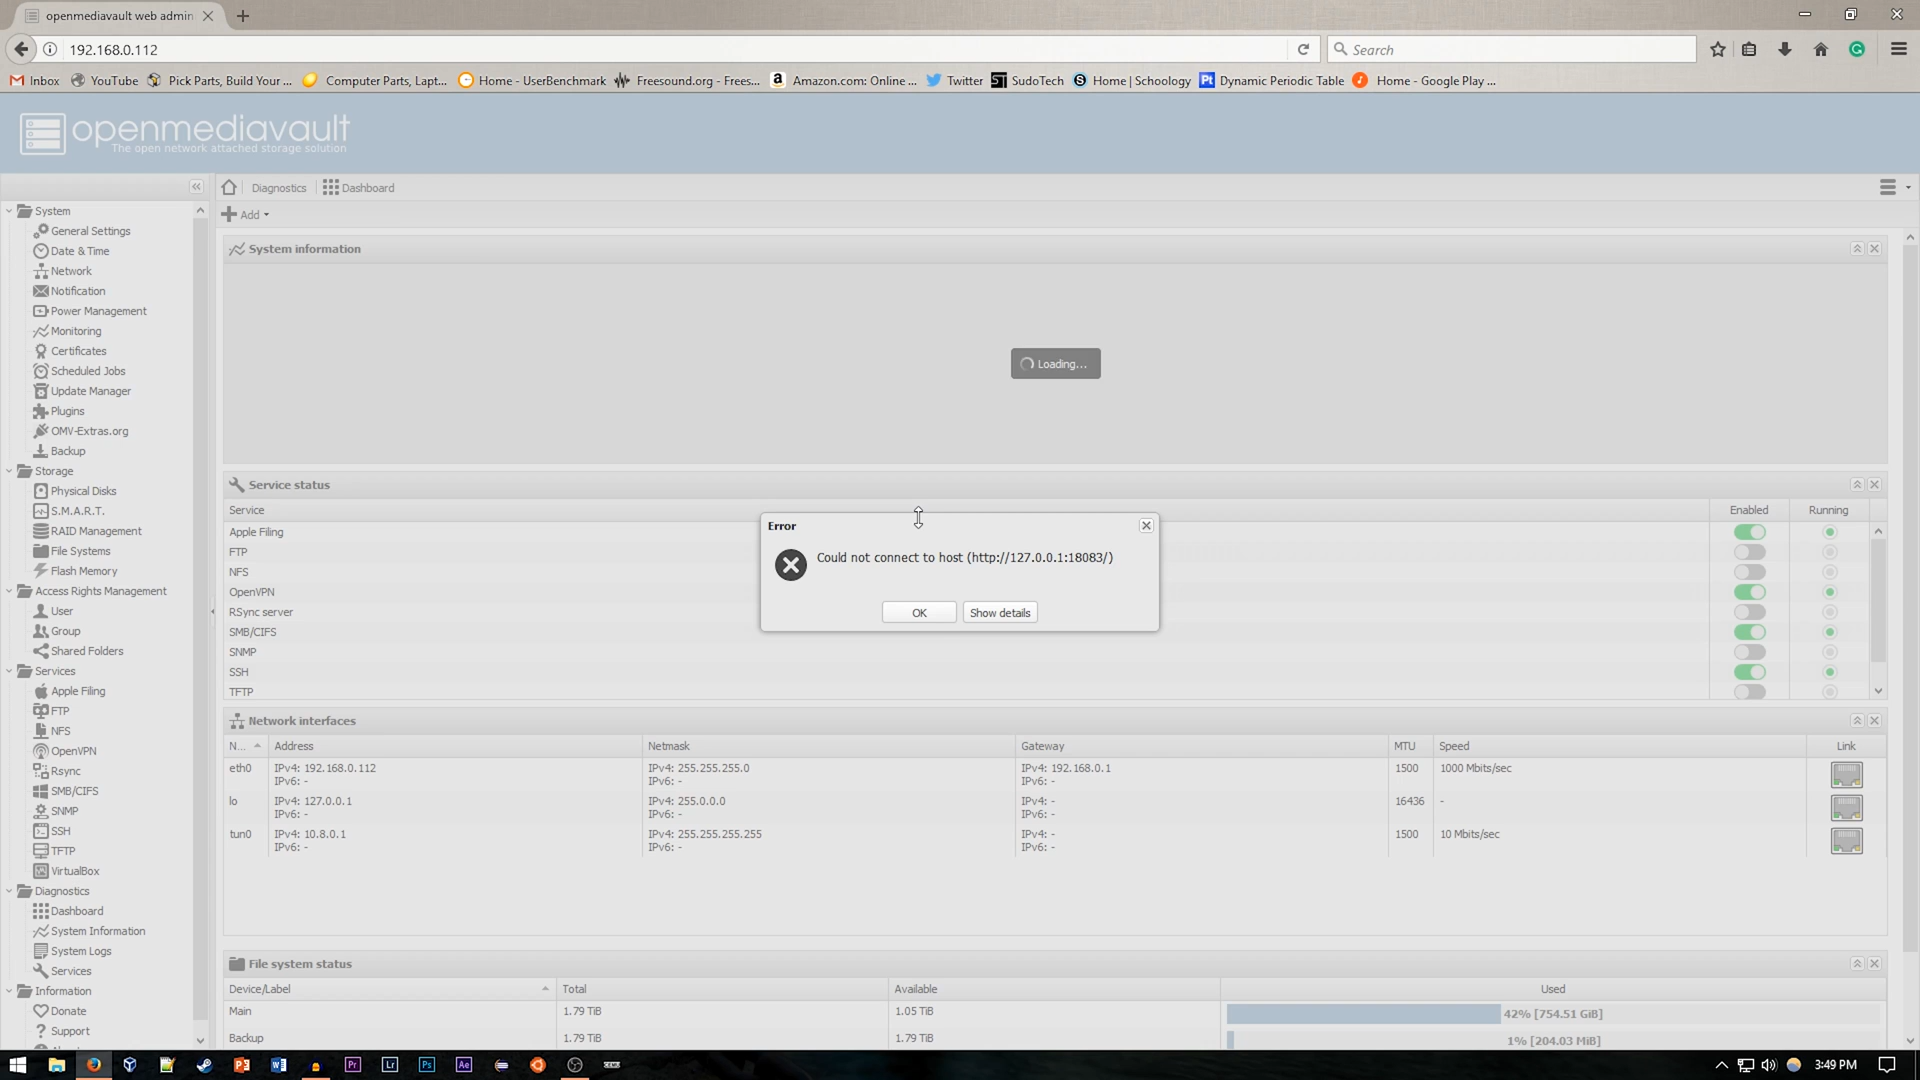 openmediavault web admin
192.168.0.112
Search
Inbox
YouTube
Pick Parts, Build Your ...
Computer Parts, Lapt...
Home - UserBenchmark
Freesound.org - Frees...
Amazon.com: Online ...
Twitter
SudoTech
Home | Schoology
Dynamic Periodic Table
Home - Google Play ...
openmediavault
The open network attached storage solution
Diagnostics
Dashboard
Add
System
General Settings
Date & Time
Network
Notification
Power Management
Monitoring
Certificates
Scheduled Jobs
Update Manager
Plugins
OMV-Extras.org
Backup
Storage
Physical Disks
S.M.A.R.T.
RAID Management
File Systems
Flash Memory
Access Rights Management
User
Group
Shared Folders
Services
Apple Filing
FTP
NFS
OpenVPN
Rsync
SMB/CIFS
SNMP
SSH
TFTP
VirtualBox
Diagnostics
Dashboard
System Information
System Logs
Services
Information
Donate
Support
System information
Loading...
Service status
Service Enabled Running
Apple Filing
FTP
NFS
OpenVPN
RSync server
SMB/CIFS
SNMP
SSH
TFTP
Error
Could not connect to host (http://127.0.0.1:18083/)
OK
Show details
Network interfaces
N... Address Netmask Gateway MTU Speed Link
eth0 IPv4: 192.168.0.112 IPv4: 255.255.255.0 IPv4: 192.168.0.1 1500 1000 Mbits/sec
IPv6: - IPv6: - IPv6: -
lo IPv4: 127.0.0.1 IPv4: 255.0.0.0 IPv4: - 16436 -
IPv6: - IPv6: - IPv6: -
tun0 IPv4: 10.8.0.1 IPv4: 255.255.255.255 IPv4: - 1500 10 Mbits/sec
IPv6: - IPv6: - IPv6: -
File system status
Device/Label Total Available Used
Main 1.79 TiB 1.05 TiB 42% [754.51 GiB]
Backup 1.79 TiB 1.79 TiB 1% [204.03 MiB]
3:49 PM